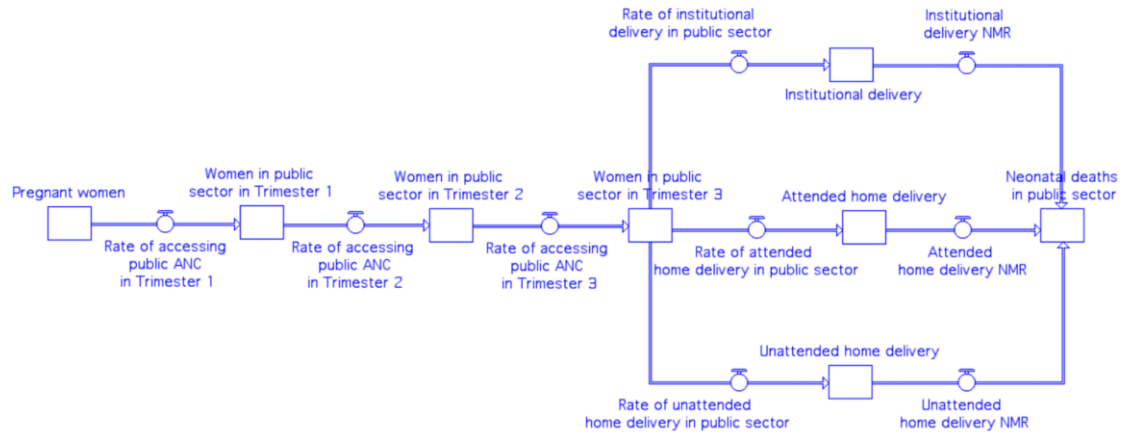 Rate of institutional
delivery in public sector
Institutional
delivery NMR
Institutional delivery
Pregnant women
Women in public
sector in Trimester 1
Women in public
sector in Trimester 2
Women in public
sector in Trimester 3
Attended home delivery
Neonatal deaths
in public sector
Rate of accessing
public ANC
in Trimester 1
Rate of accessing
public ANC
in Trimester 2
Rate of accessing
public ANC
in Trimester 3
Rate of attended
home delivery in public sector
Attended
home delivery NMR
Unattended home delivery
Rate of unattended
home delivery in public sector
Unattended
home delivery NMR